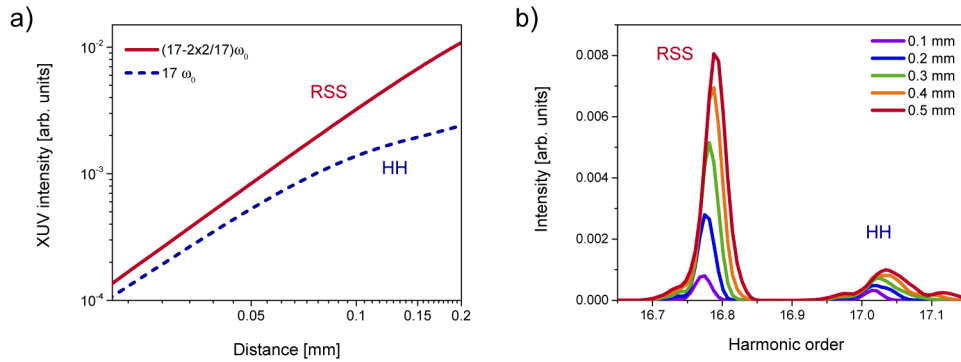 a)
XUV intensity [arb. units]
10⁻²
10⁻³
10⁻⁴
(17-2x2/17)ω₀
17 ω₀
RSS
HH
0.05
0.1
0.15
0.2
Distance [mm]
b)
Intensity [arb. units]
0.008
0.006
0.004
0.002
0.000
RSS
HH
0.1 mm
0.2 mm
0.3 mm
0.4 mm
0.5 mm
16.7
16.8
16.9
17.0
17.1
Harmonic order